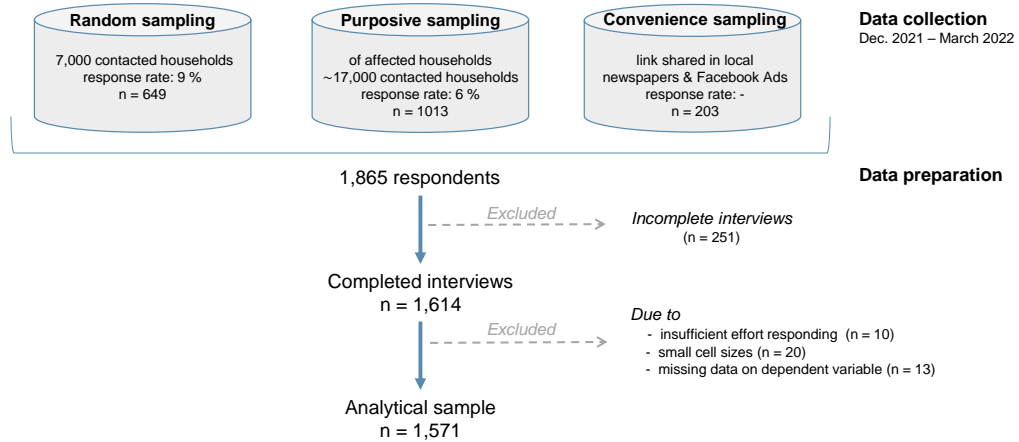 Random sampling
7,000 contacted households
response rate: 9 %
n = 649
Purposive sampling
of affected households
~17,000 contacted households
response rate: 6 %
n = 1013
Convenience sampling
link shared in local
newspapers & Facebook Ads
response rate: -
n = 203
Data collection
Dec. 2021 – March 2022
1,865 respondents
Data preparation
Excluded
Incomplete interviews
(n = 251)
Completed interviews
n = 1,614
Excluded
Due to
- insufficient effort responding (n = 10)
- small cell sizes (n = 20)
- missing data on dependent variable (n = 13)
Analytical sample
n = 1,571